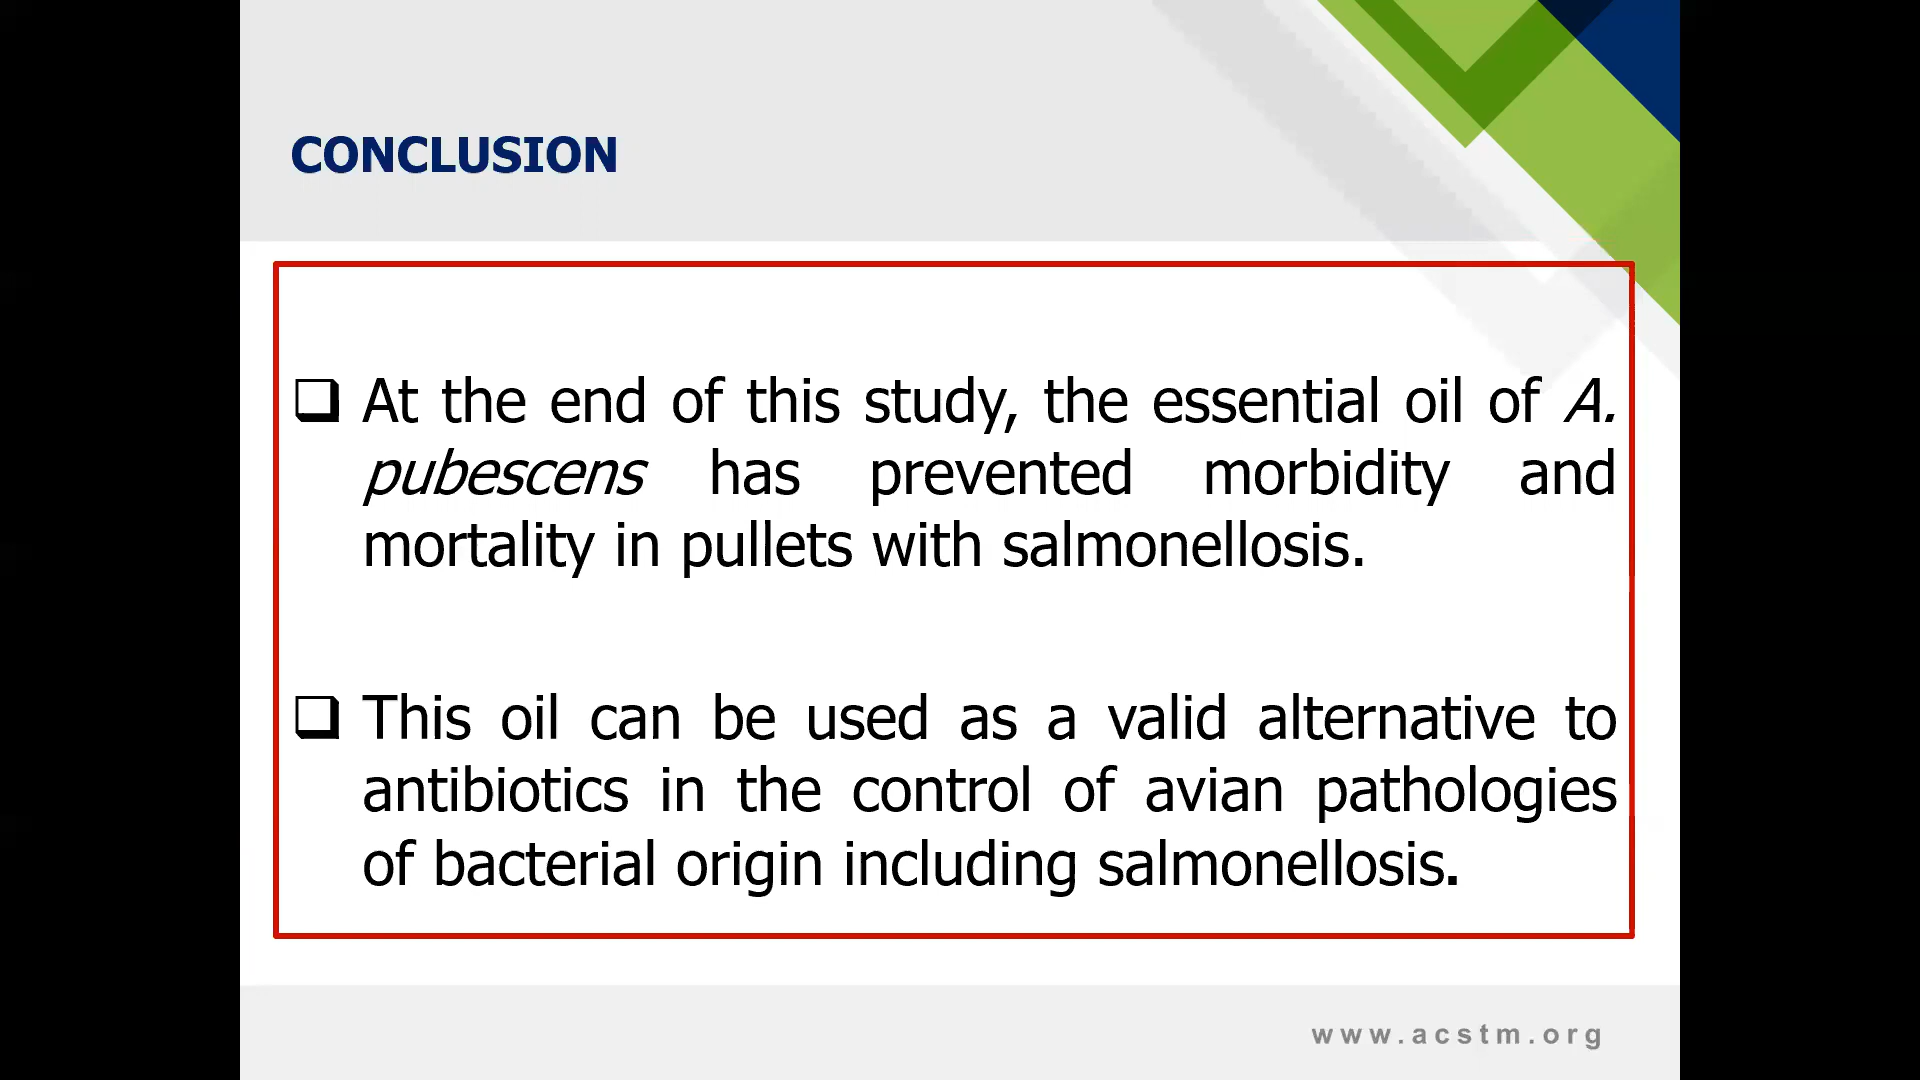 CONCLUSION
At the end of this study, the essential oil of A.
pubescens has prevented morbidity and
mortality in pullets with salmonellosis.
This oil can be used as a valid alternative to
antibiotics in the control of avian pathologies
of bacterial origin including salmonellosis.
www.acstm.org